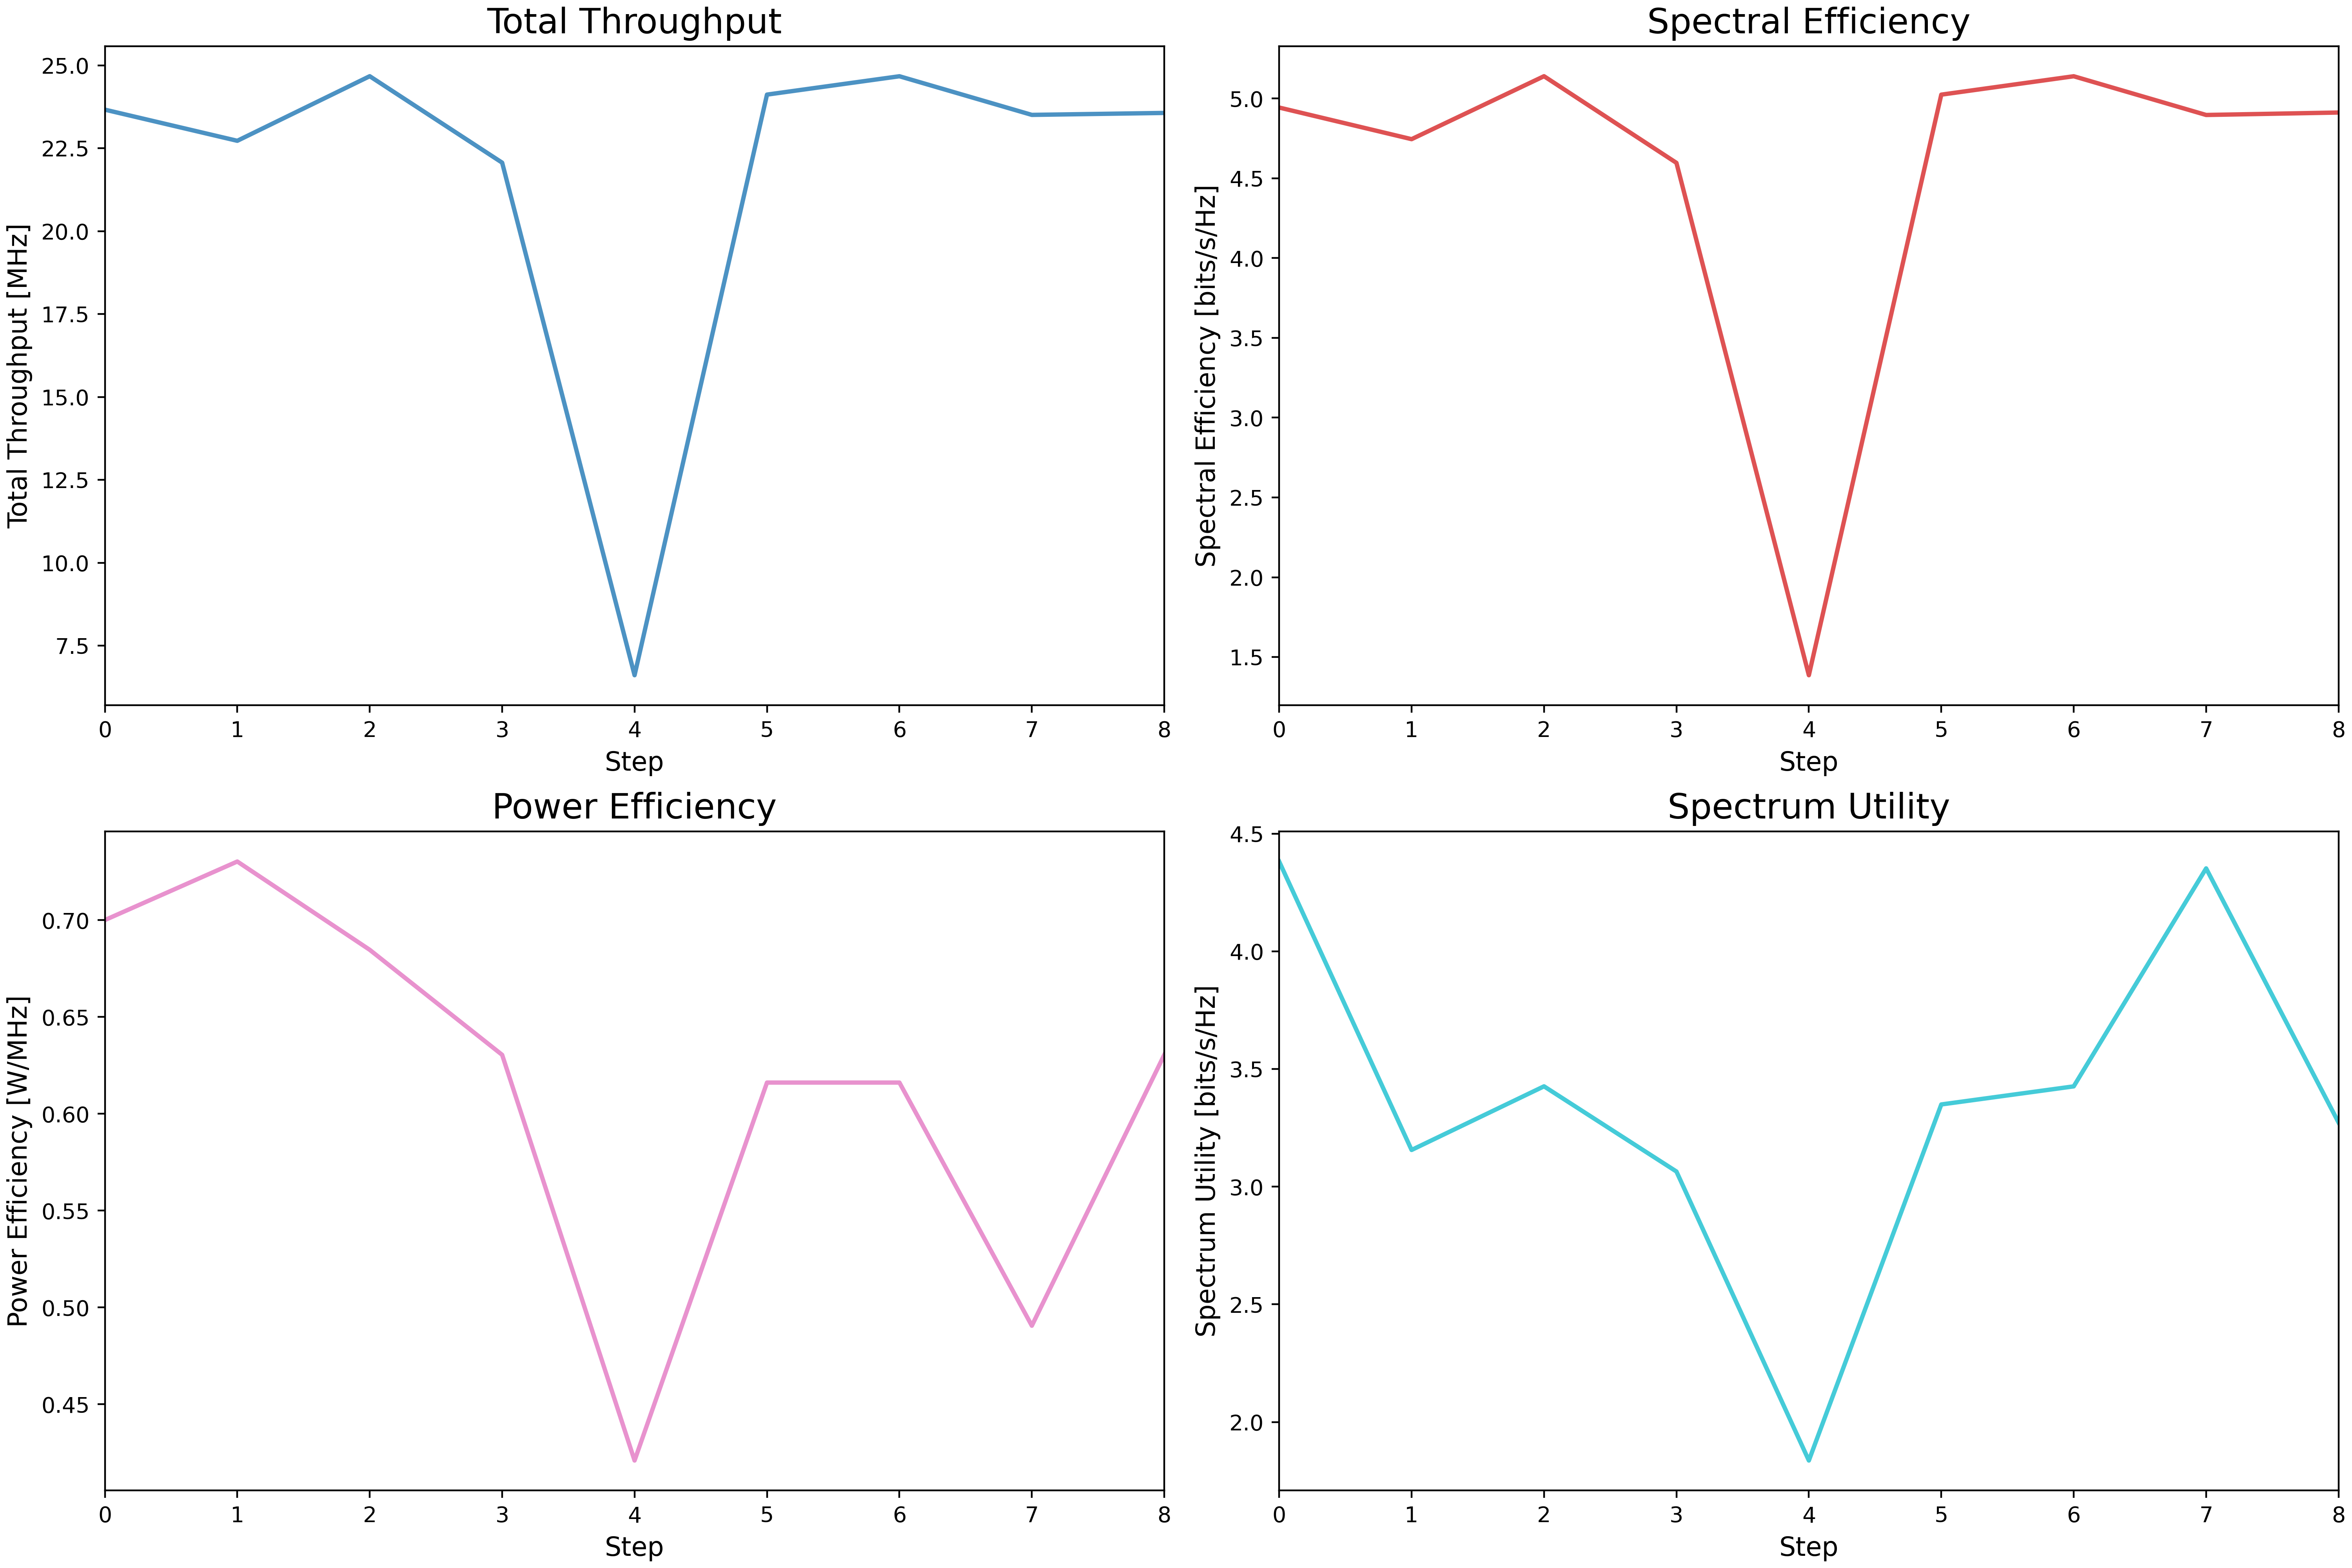 Total Throughput
Total Throughput [MHz]
25.0
22.5
20.0
17.5
15.0
12.5
10.0
7.5
0 1 2 3 4 5 6 7 8
Step
Spectral Efficiency
Spectral Efficiency [bits/s/Hz]
5.0
4.5
4.0
3.5
3.0
2.5
2.0
1.5
0 1 2 3 4 5 6 7 8
Step
Power Efficiency
Power Efficiency [W/MHz]
0.70
0.65
0.60
0.55
0.50
0.45
0 1 2 3 4 5 6 7 8
Step
Spectrum Utility
Spectrum Utility [bits/s/Hz]
4.5
4.0
3.5
3.0
2.5
2.0
0 1 2 3 4 5 6 7 8
Step